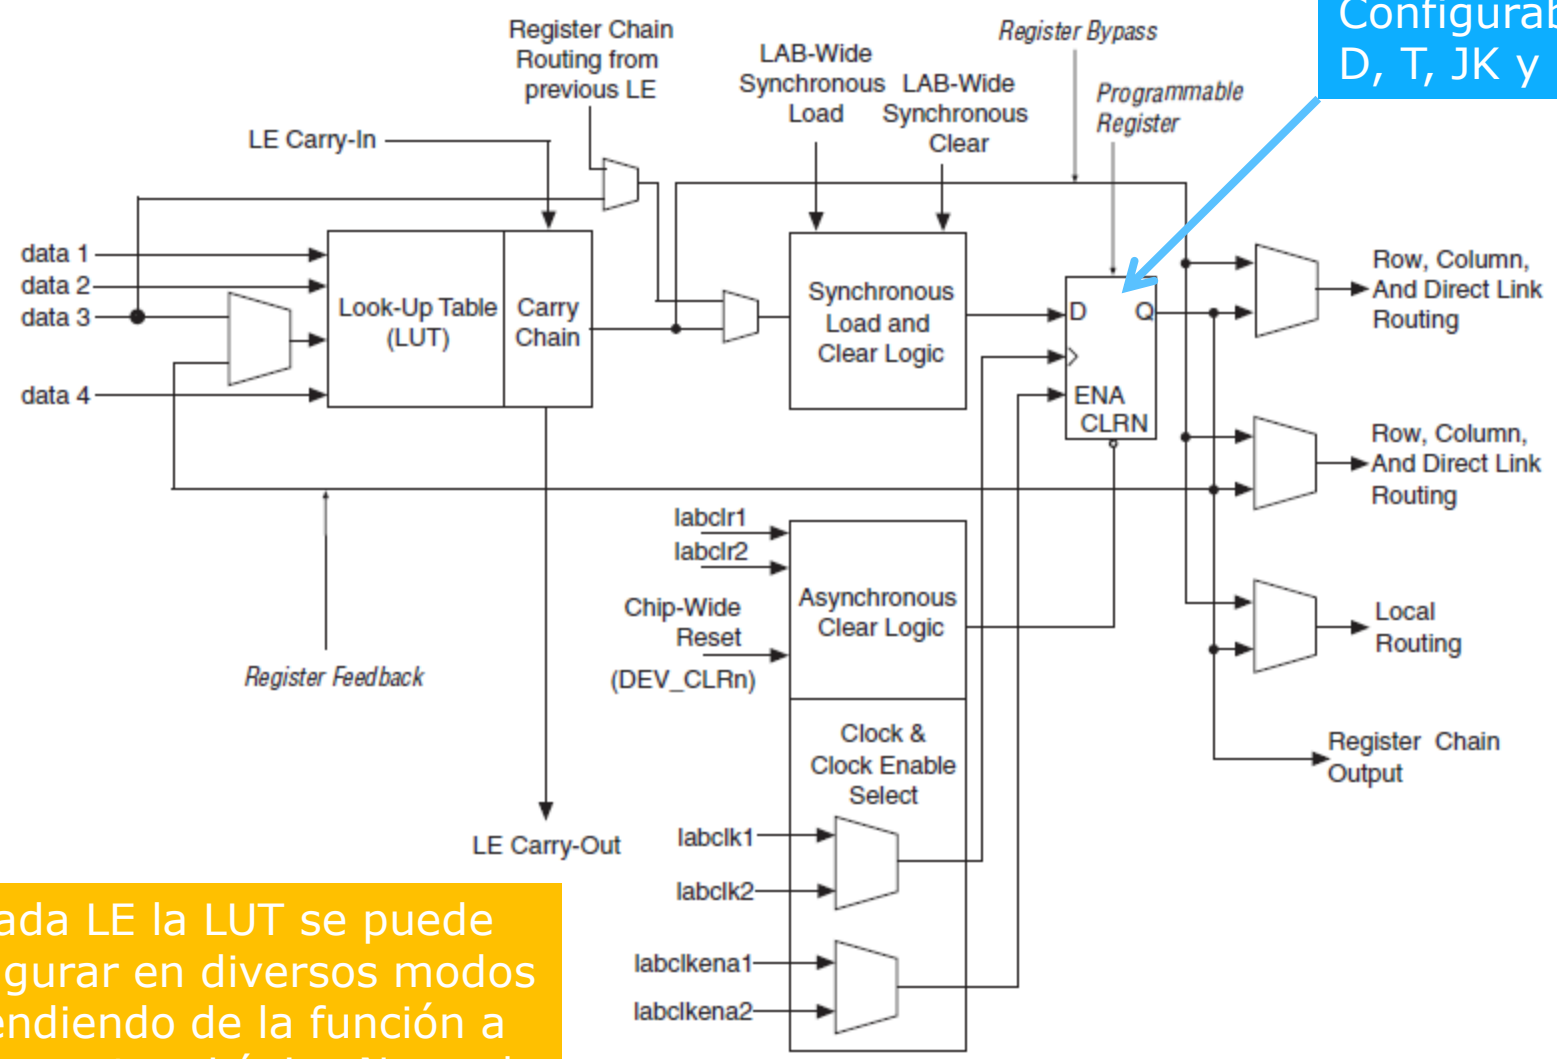 Register Chain
Routing from
previous LE
LAB-Wide
Synchronous
Load
LAB-Wide
Synchronous
Clear
Register Bypass
Programmable
Register
D, T, JK y
LE Carry-In
data 1
data 2
data 3
data 4
Look-Up Table
(LUT)
Carry
Chain
Synchronous
Load and
Clear Logic
D
Q
ENA
CLRN
Row, Column,
And Direct Link
Routing
Row, Column,
And Direct Link
Routing
Local
Routing
Register Chain
Output
Register Feedback
labclr1
labclr2
Chip-Wide
Reset
(DEV_CLRn)
Asynchronous
Clear Logic
Clock &
Clock Enable
Select
LE Carry-Out
labclk1
labclk2
labclkena1
labclkena2
LE la LUT se puede
en diversos modos
de la función a